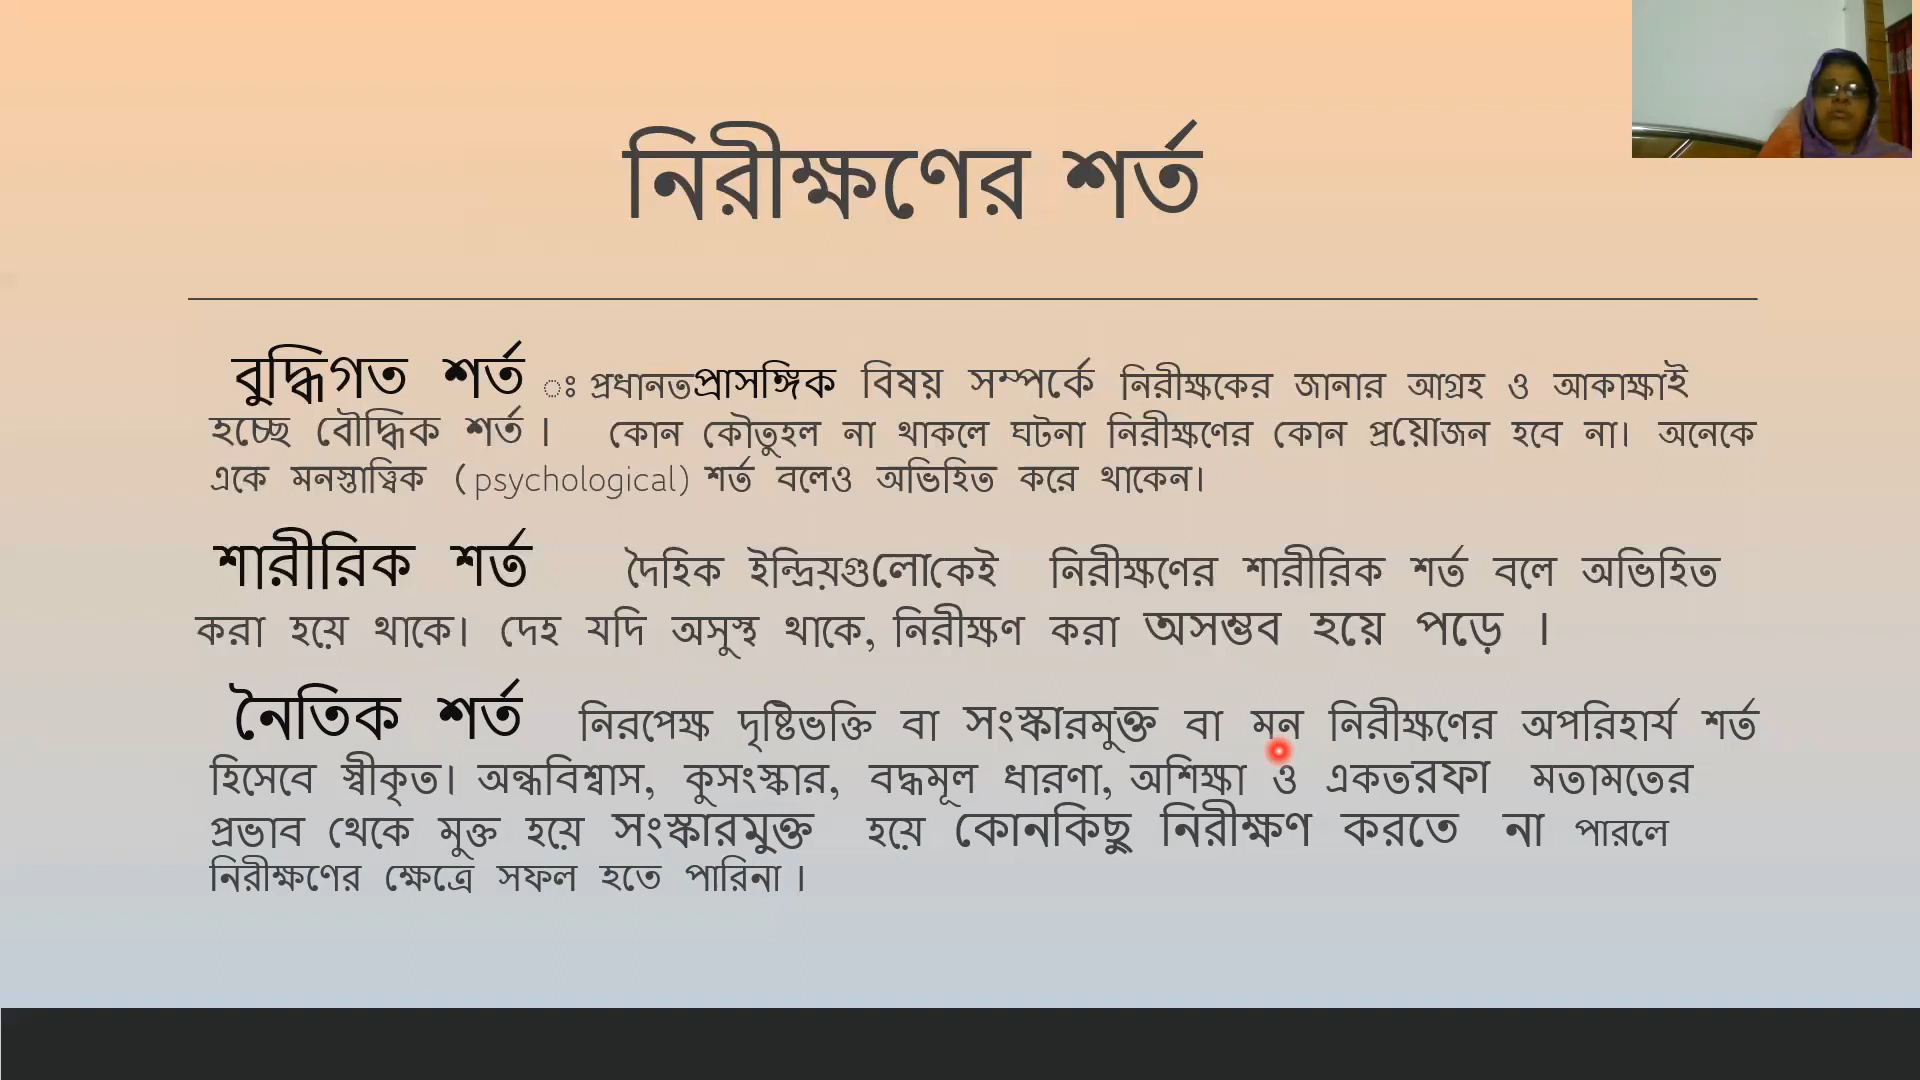 নিরীক্ষণের শর্ত
বুদ্ধিগত শর্ত ঃ প্রধানতপ্রাসঙ্গিক বিষয় সম্পর্কে নিরীক্ষকের জানার আগ্রহ ও আকাক্ষাই
হচ্ছে বৌদ্ধিক শর্ত। কোন কৌতুহল না থাকলে ঘটনা নিরীক্ষণের কোন প্রয়োজন হবে না। অনেকে
একে মনস্তাত্ত্বিক (psychological) শর্ত বলেও অভিহিত করে থাকেন।
শারীরিক শর্ত দৈহিক ইন্দ্রিয়গুলোকেই নিরীক্ষণের শারীরিক শর্ত বলে অভিহিত
করা হয়ে থাকে। দেহ যদি অসুস্থ থাকে, নিরীক্ষণ করা অসম্ভব হয়ে পড়ে ।
নৈতিক শর্ত নিরপেক্ষ দৃষ্টিভক্তি বা সংস্কারমুক্ত বা মন নিরীক্ষণের অপরিহার্য শর্ত
হিসেবে স্বীকৃত। অন্ধবিশ্বাস, কুসংস্কার, বদ্ধমূল ধারণা, অশিক্ষা ও একতরফা মতামতের
প্রভাব থেকে মুক্ত হয়ে সংস্কারমুক্ত হয়ে কোনকিছু নিরীক্ষণ করতে না পারলে
নিরীক্ষণের ক্ষেত্রে সফল হতে পারিনা।